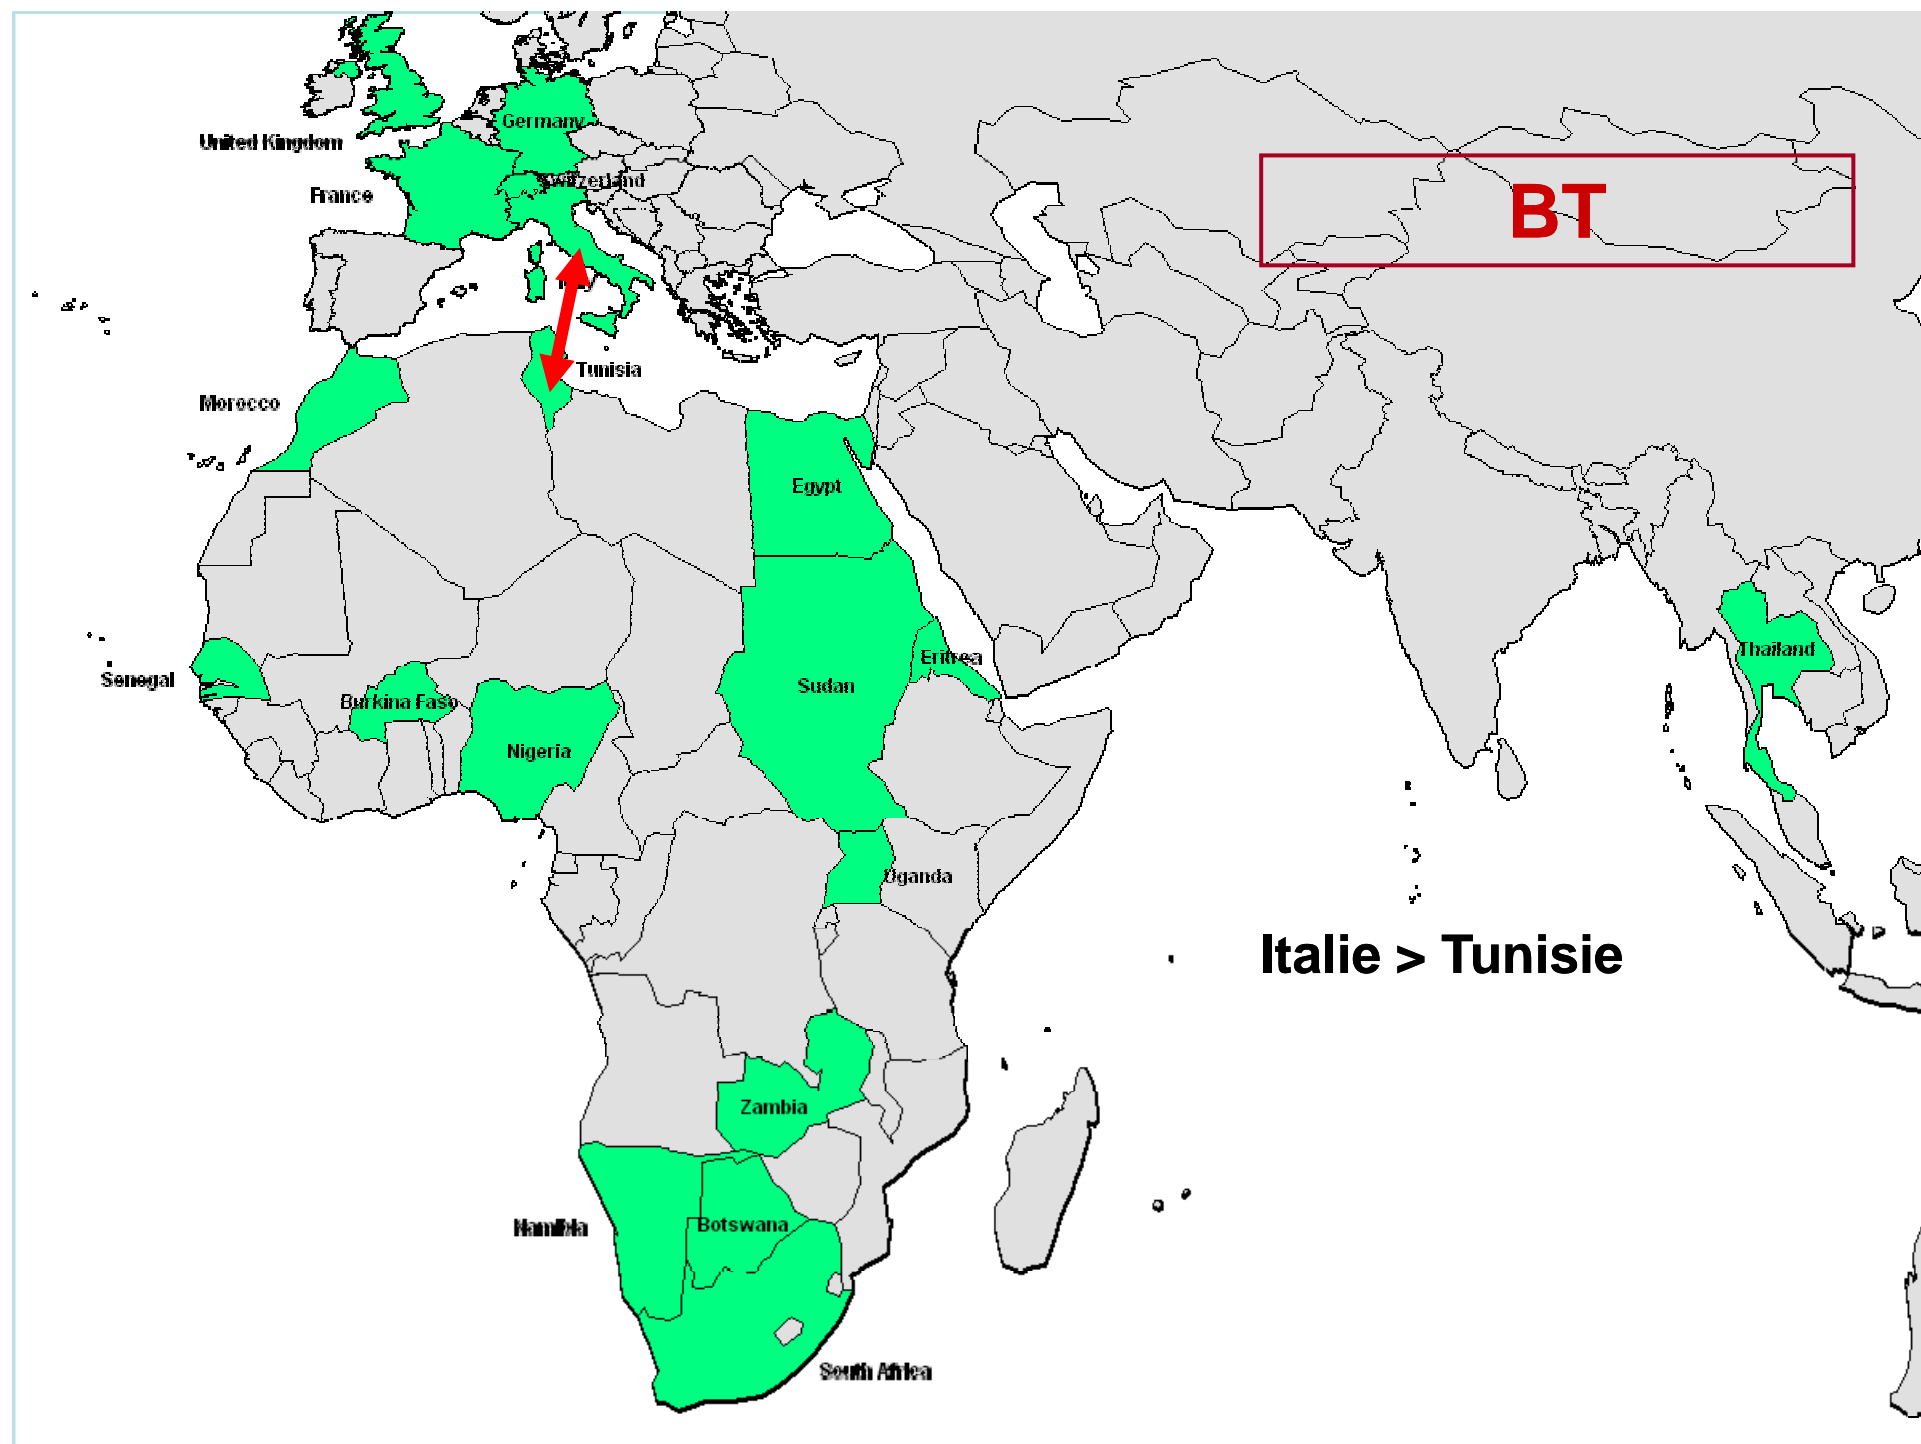 Germany
United Kingdom
Switzerland
France
BT
Tunisia
Morocco
Egypt
Eritrea
Thailand
Senegal
Sudan
Burkina Faso
Nigeria
Uganda
Italie > Tunisie
Zambia
Namibia
Botswana
South Africa